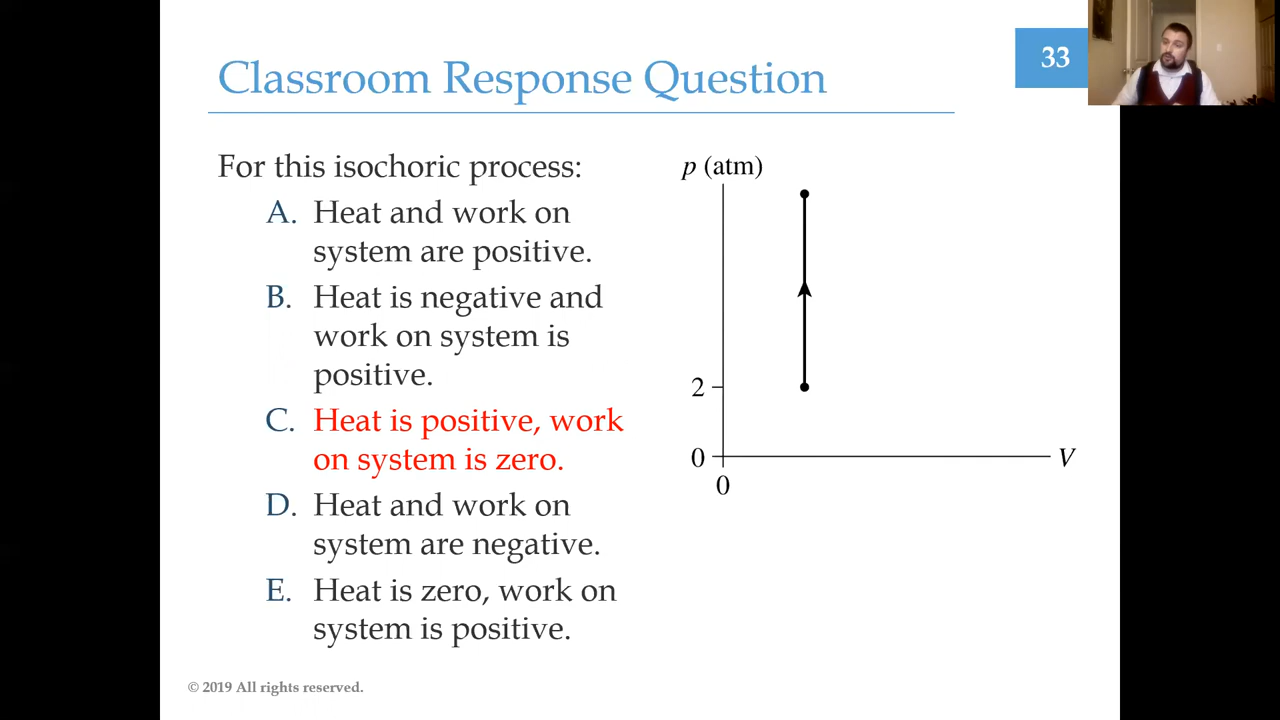 Classroom Response Question
33
For this isochoric process:
A. Heat and work on
system are positive.
B. Heat is negative and
work on system is
positive.
C. Heat is positive, work
on system is zero.
D. Heat and work on
system are negative.
E. Heat is zero, work on
system is positive.
p (atm)
2
0
0
V
© 2019 All rights reserved.